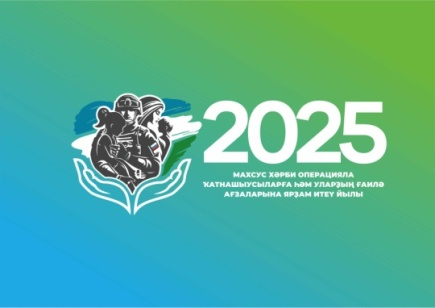 2025
МАХСУС ХӘРБИ ОПЕРАЦИЯЛА
ҠАТНАШЫУСЫЛАРҒА ҺӘМ УЛАРҘЫҢ ҒАИЛӘ
АҒЗАЛАРЫНА ЯРҘАМ ИТЕҮ ЙЫЛЫ